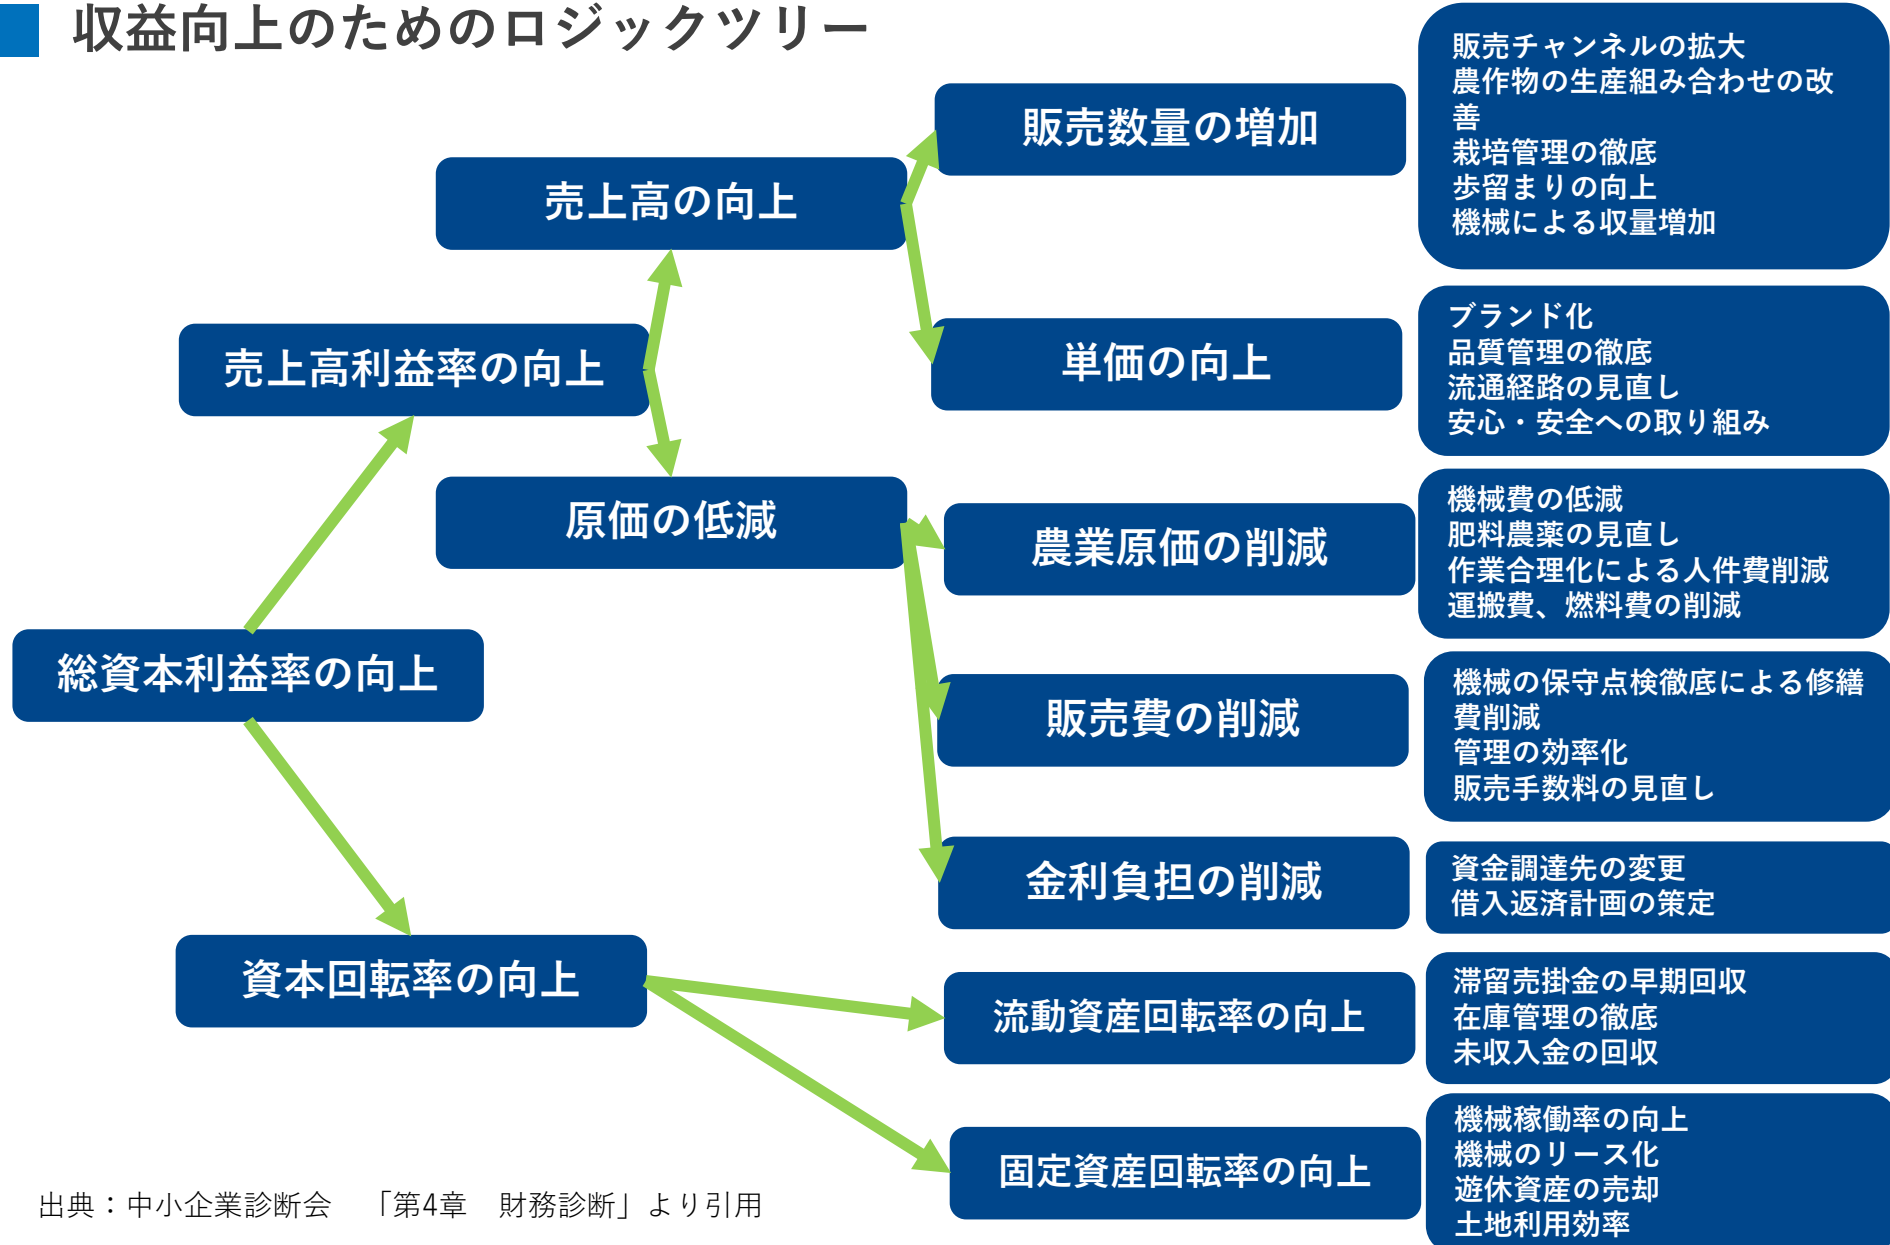 収益向上のためのロジックツリー
販売チャンネルの拡大
農作物の生産組み合わせの改
善
栽培管理の徹底
歩留まりの向上
機械による収量増加
販売数量の増加
売上高の向上
ブランド化
品質管理の徹底
流通経路の見直し
安心・安全への取り組み
単価の向上
売上高利益率の向上
原価の低減
機械費の低減
肥料農薬の見直し
作業合理化による人件費削減
運搬費、燃料費の削減
農業原価の削減
総資本利益率の向上
機械の保守点検徹底による修繕
費削減
管理の効率化
販売手数料の見直し
販売費の削減
金利負担の削減
資金調達先の変更
借入返済計画の策定
資本回転率の向上
流動資産回転率の向上
滞留売掛金の早期回収
在庫管理の徹底
未収入金の回収
固定資産回転率の向上
機械稼働率の向上
機械のリース化
遊休資産の売却
土地利用効率
出典：中小企業診断会　「第4章　財務診断」より引用